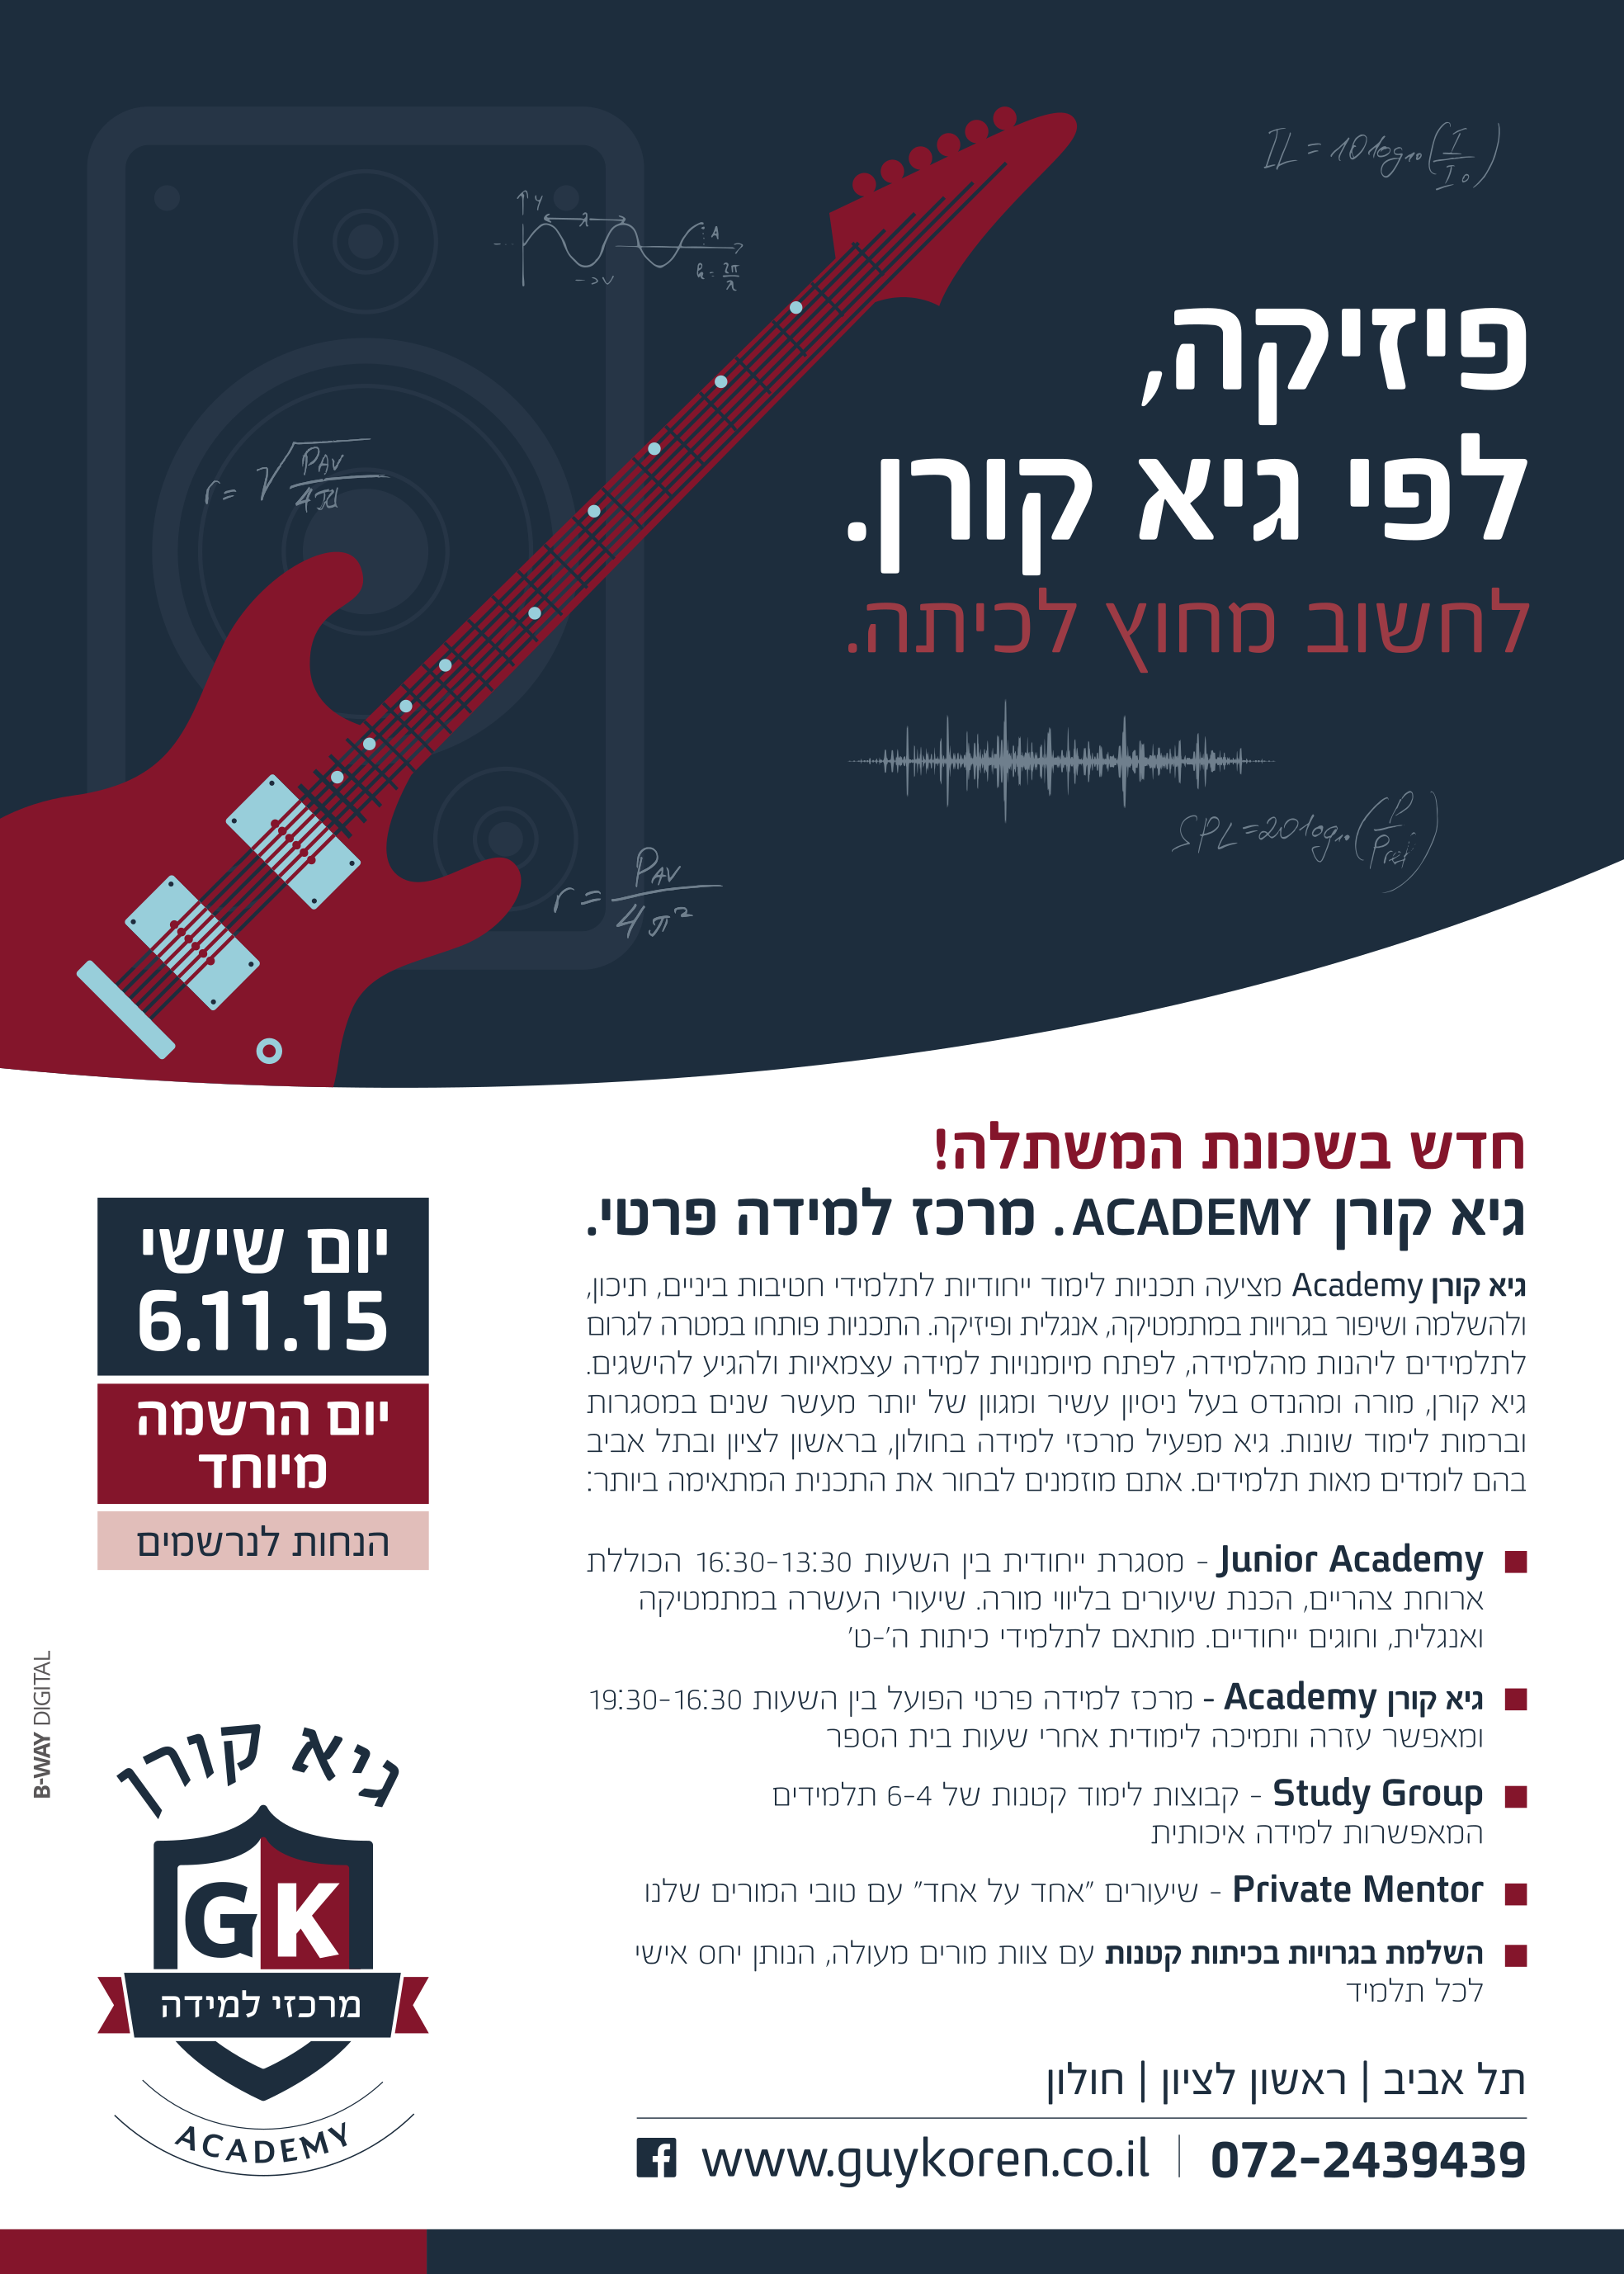 IL = 10 log₁₀(I/I₀)
y
λ
A
k = 2π/λ
->v
פיזיקה,
לפי גיא קורן.
לחשוב מחוץ לכיתה.
r = √(P_AV/4πI)
SPL=20log₁₀(P/Pref)
r = P_AV/4π²
חדש בשכונת המשתלה!
גיא קורן ACADEMY. מרכז למידה פרטי.
גיא קורן Academy מציעה תכניות לימוד ייחודיות לתלמידי חטיבות ביניים, תיכון,
ולהשלמה ושיפור בגרויות במתמטיקה, אנגלית ופיזיקה. התכניות פותחו במטרה לגרום
לתלמידים ליהנות מהלמידה, לפתח מיומנויות למידה עצמאיות ולהגיע להישגים.
גיא קורן, מורה ומהנדס בעל ניסיון עשיר ומגוון של יותר מעשר שנים במסגרות
וברמות לימוד שונות. גיא מפעיל מרכזי למידה בחולון, בראשון לציון ובתל אביב
בהם לומדים מאות תלמידים. אתם מוזמנים לבחור את התכנית המתאימה ביותר:
Junior Academy - מסגרת ייחודית בין השעות 16:30-13:30 הכוללת
ארוחת צהריים, הכנת שיעורים בליווי מורה. שיעורי העשרה במתמטיקה
ואנגלית, וחוגים ייחודיים. מותאם לתלמידי כיתות ה'-ט'
גיא קורן Academy - מרכז למידה פרטי הפועל בין השעות 19:30-16:30
ומאפשר עזרה ותמיכה לימודית אחרי שעות בית הספר
Study Group - קבוצות לימוד קטנות של 6-4 תלמידים
המאפשרות למידה איכותית
Private Mentor - שיעורים "אחד על אחד" עם טובי המורים שלנו
השלמת בגרויות בכיתות קטנות עם צוות מורים מעולה, הנותן יחס אישי
לכל תלמיד
תל אביב | ראשון לציון | חולון
072-2439439 | www.guykoren.co.il
יום שישי
6.11.15
יום הרשמה
מיוחד
הנחות לנרשמים
B-WAY DIGITAL
גיא קורן
GK
מרכזי למידה
ACADEMY